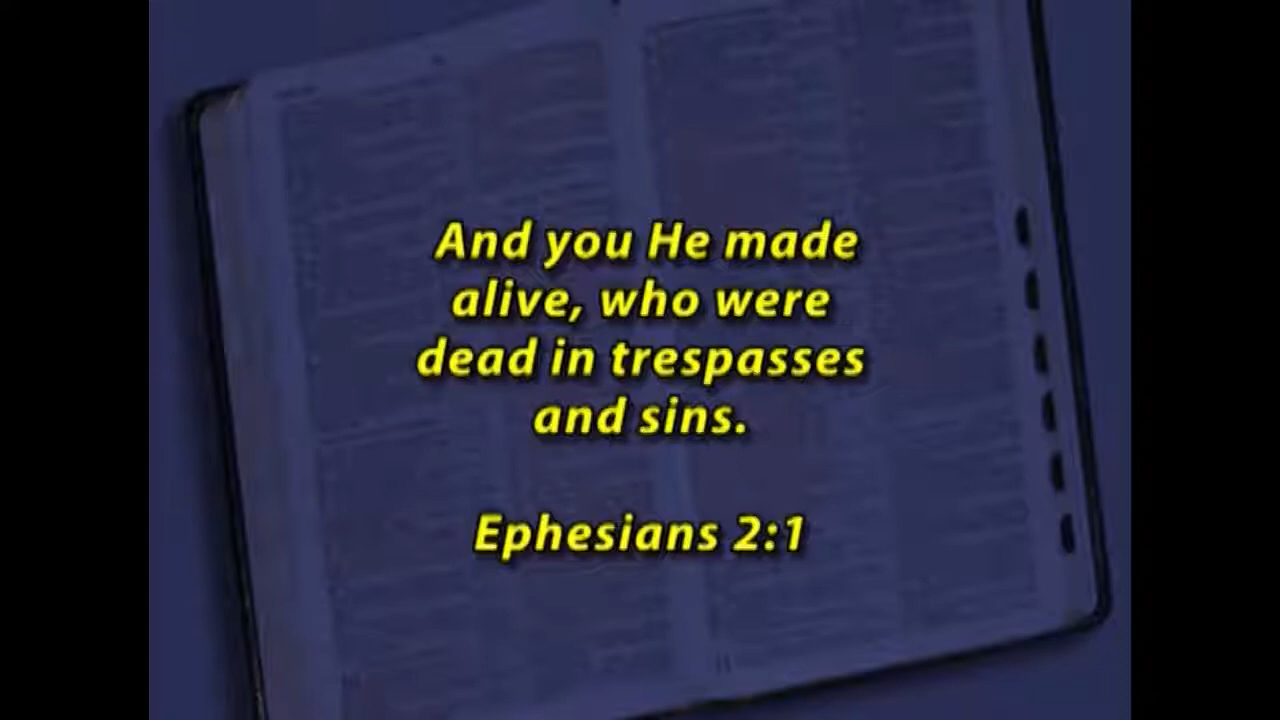 And you He made
alive, who were
dead in trespasses
and sins.
Ephesians 2:1